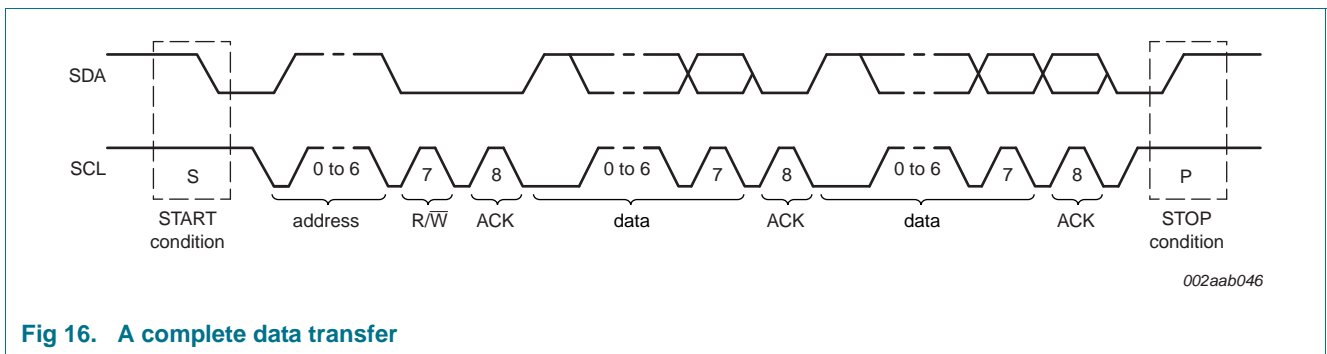 SDA
SCL
S
0 to 6
7
8
0 to 6
7
8
0 to 6
7
8
P
START
condition
address
R/W̅
ACK
data
ACK
data
ACK
STOP
condition
002aab046
Fig 16. A complete data transfer